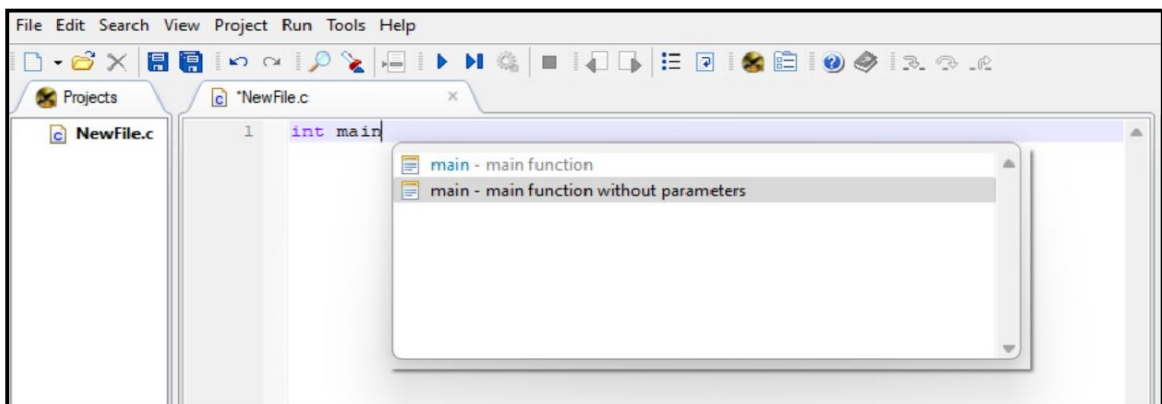 File Edit Search View Project Run Tools Help
Projects
*NewFile.c
NewFile.c
1 int main
main - main function
main - main function without parameters